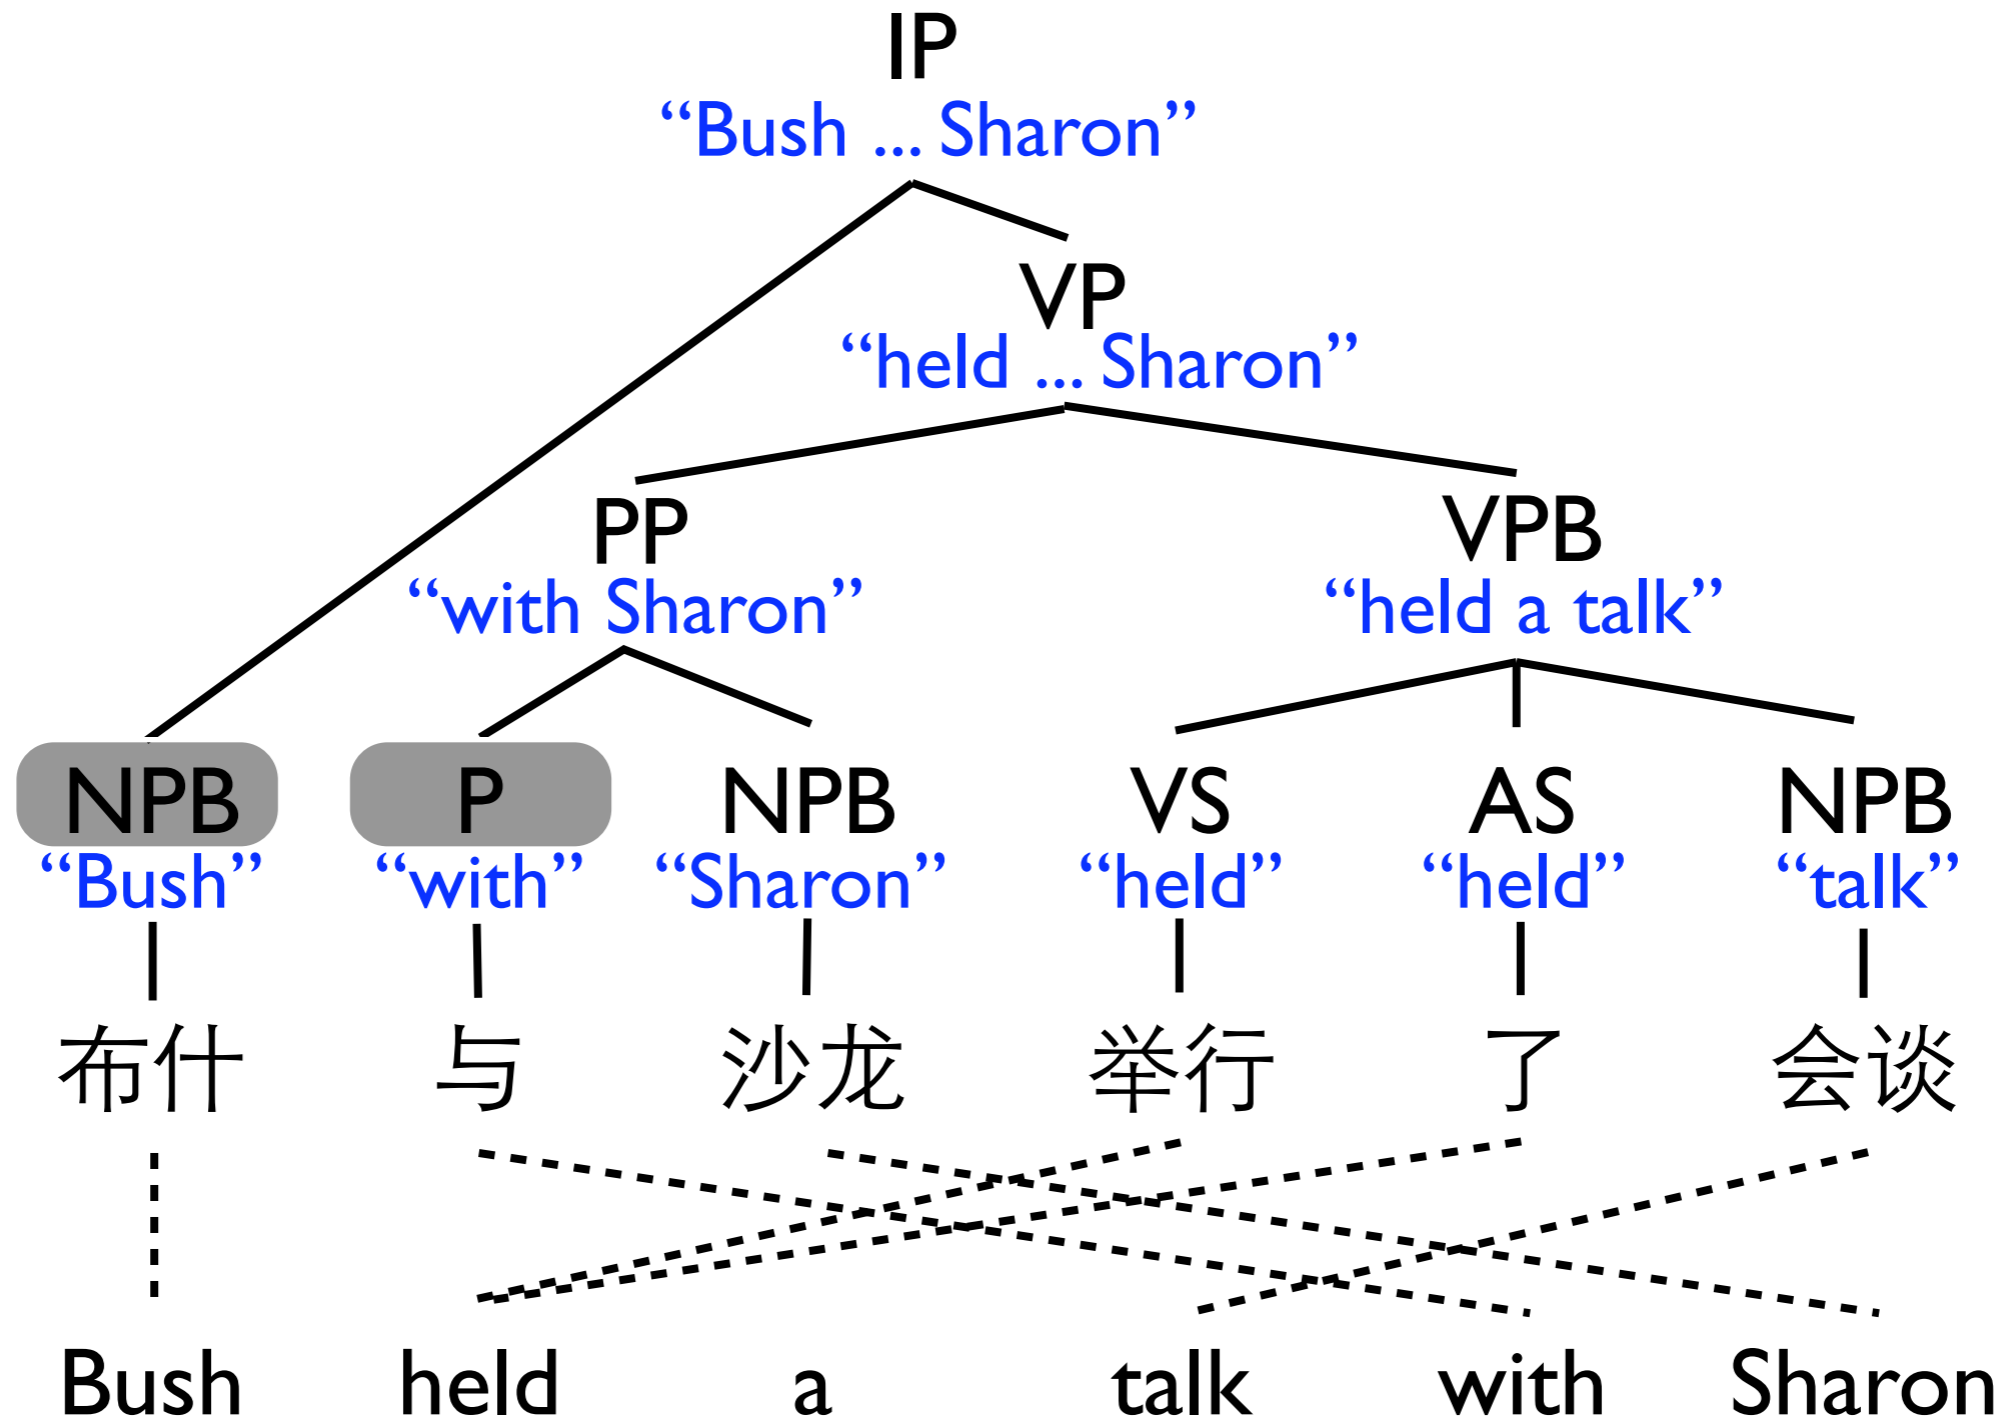 IP
“Bush ... Sharon”
VP
“held ... Sharon”
PP VPB
“with Sharon” “held a talk”
NPB P NPB VS AS NPB
“Bush” “with” “Sharon” “held” “held” “talk”
布什 与 沙龙 举行 了 会谈
Bush held a talk with Sharon